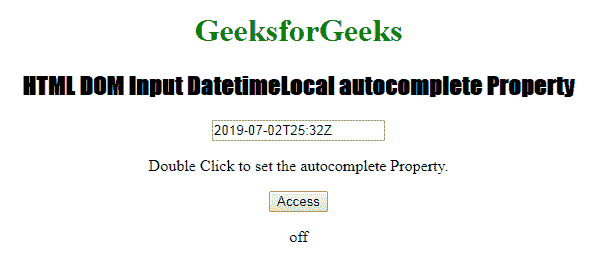 GeeksforGeeks
HTML DOM Input DatetimeLocal autocomplete Property
2019-07-02T25:32Z
Double Click to set the autocomplete Property.
Access
off